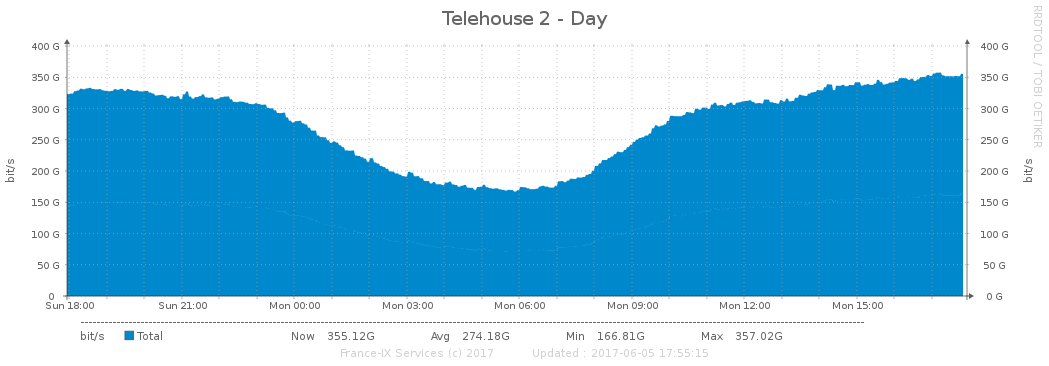 Telehouse 2 - Day
RRDTOOL / TOBI OETIKER
bit/s
400 G 400 G
350 G 350 G
300 G 300 G
250 G 250 G
200 G 200 G
150 G 150 G
100 G 100 G
50 G 50 G
0 0 G
bit/s
Sun 18:00 Sun 21:00 Mon 00:00 Mon 03:00 Mon 06:00 Mon 09:00 Mon 12:00 Mon 15:00
bit/s Total Now 355.12G Avg 274.18G Min 166.81G Max 357.02G
France-IX Services (c) 2017 Updated : 2017-06-05 17:55:15